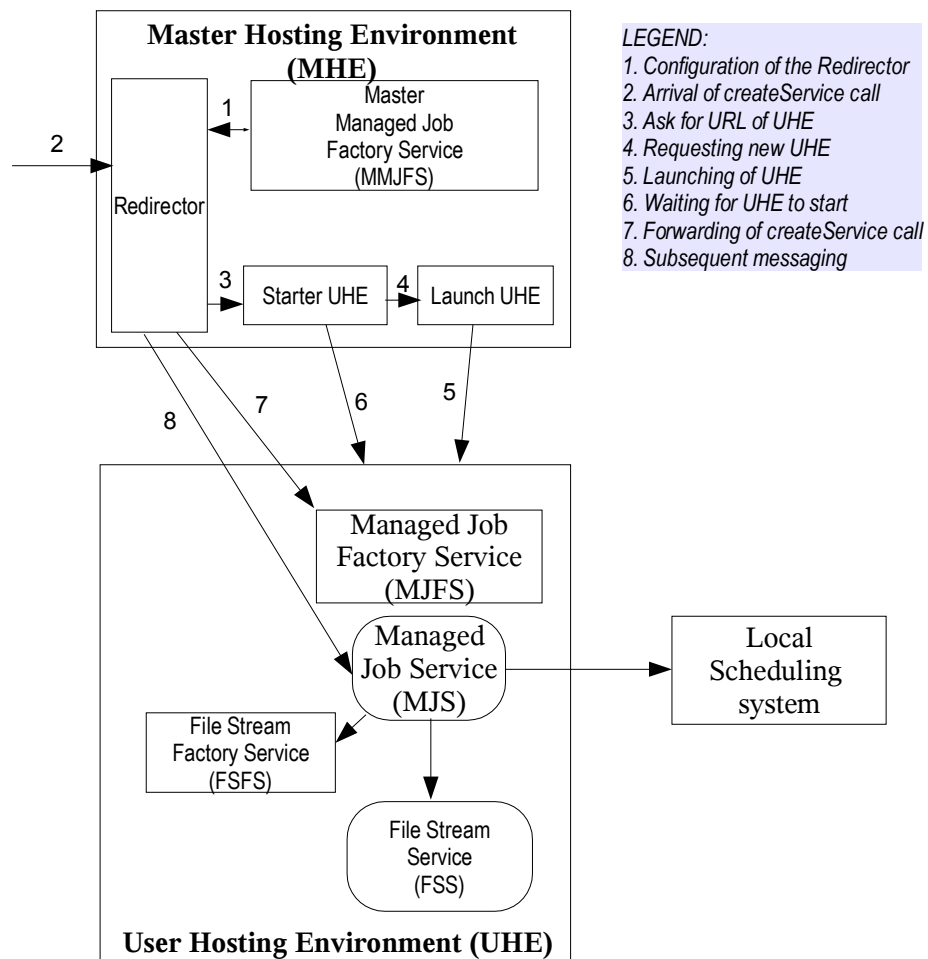 Master Hosting Environment
(MHE)
1
Master
Managed Job
Factory Service
(MMJFS)
2
Redirector
3
Starter UHE
4
Launch UHE
LEGEND:
1. Configuration of the Redirector
2. Arrival of createService call
3. Ask for URL of UHE
4. Requesting new UHE
5. Launching of UHE
6. Waiting for UHE to start
7. Forwarding of createService call
8. Subsequent messaging
8
7
6
5
Managed Job
Factory Service
(MJFS)
Managed
Job Service
(MJS)
Local
Scheduling
system
File Stream
Factory Service
(FSFS)
File Stream
Service
(FSS)
User Hosting Environment (UHE)